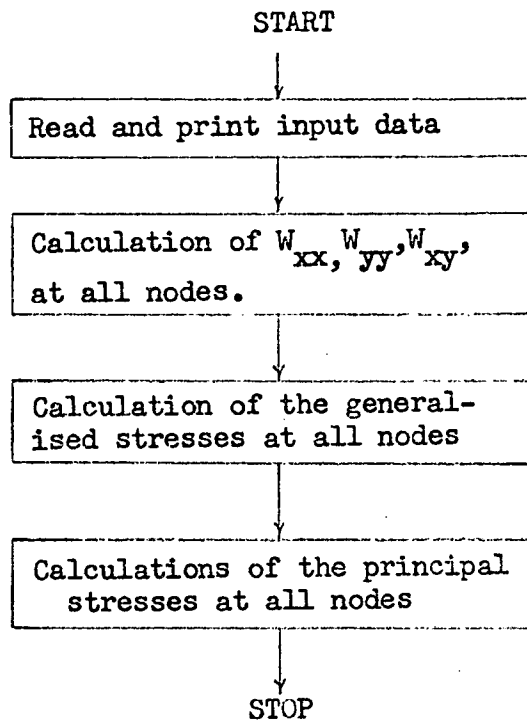 START
Read and print input data
Calculation of W_xx, W_yy, W_xy,
at all nodes.
Calculation of the general-
ised stresses at all nodes
Calculations of the principal
stresses at all nodes
STOP